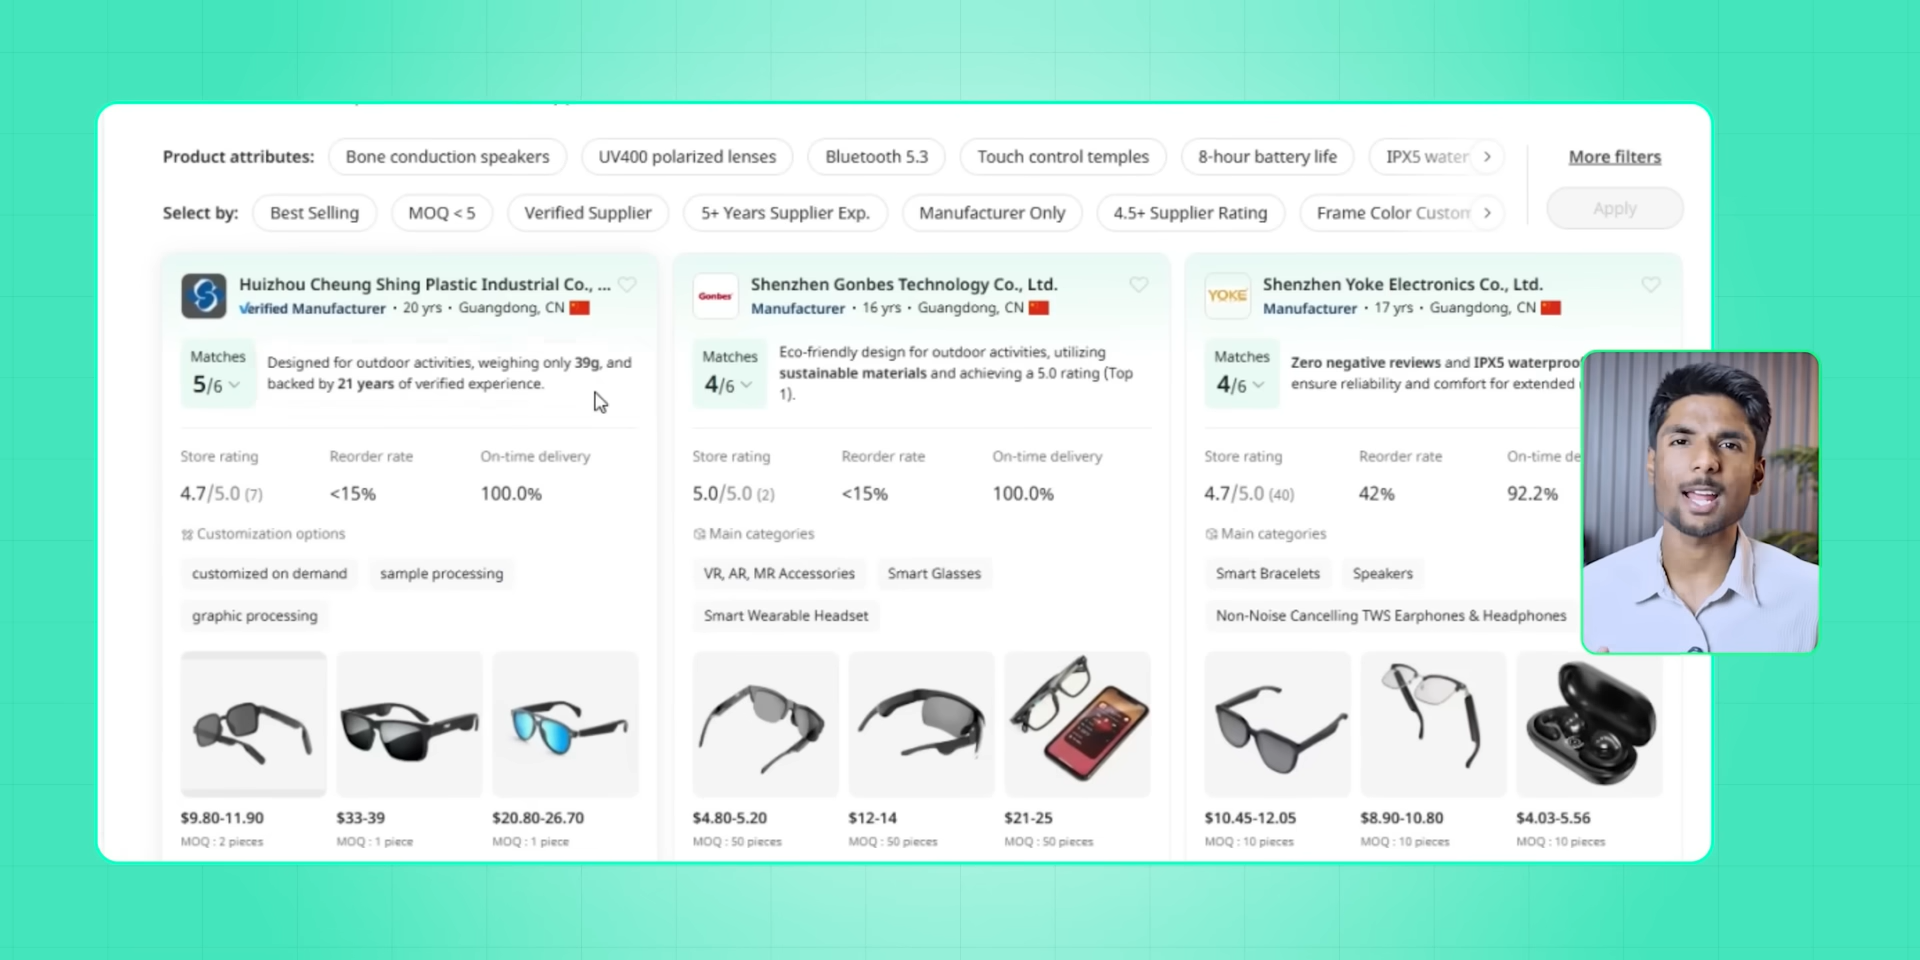 Product attributes: Bone conduction speakers UV400 polarized lenses Bluetooth 5.3 Touch control temples 8-hour battery life IPX5 water More filters
Select by: Best Selling MOQ < 5 Verified Supplier 5+ Years Supplier Exp. Manufacturer Only 4.5+ Supplier Rating Frame Color Custom Apply
Huizhou Cheung Shing Plastic Industrial Co., ...
Verified Manufacturer · 20 yrs · Guangdong, CN
Matches
5/6
Designed for outdoor activities, weighing only 39g, and
backed by 21 years of verified experience.
Store rating Reorder rate On-time delivery
4.7/5.0 (7) <15% 100.0%
Customization options
customized on demand sample processing
graphic processing
$9.80-11.90 $33-39 $20.80-26.70
MOQ : 2 pieces MOQ : 1 piece MOQ : 1 piece
Gonbes
Shenzhen Gonbes Technology Co., Ltd.
Manufacturer · 16 yrs · Guangdong, CN
Matches
4/6
Eco-friendly design for outdoor activities, utilizing
sustainable materials and achieving a 5.0 rating (Top
1).
Store rating Reorder rate On-time delivery
5.0/5.0 (2) <15% 100.0%
Main categories
VR, AR, MR Accessories Smart Glasses
Smart Wearable Headset
$4.80-5.20 $12-14 $21-25
MOQ : 50 pieces MOQ : 50 pieces MOQ : 50 pieces
YOKE
Shenzhen Yoke Electronics Co., Ltd.
Manufacturer · 17 yrs · Guangdong, CN
Matches
4/6
Zero negative reviews and IPX5 waterproof
ensure reliability and comfort for extended
Store rating Reorder rate On-time de
4.7/5.0 (40) 42% 92.2%
Main categories
Smart Bracelets Speakers
Non-Noise Cancelling TWS Earphones & Headphones
$10.45-12.05 $8.90-10.80 $4.03-5.56
MOQ : 10 pieces MOQ : 10 pieces MOQ : 10 pieces